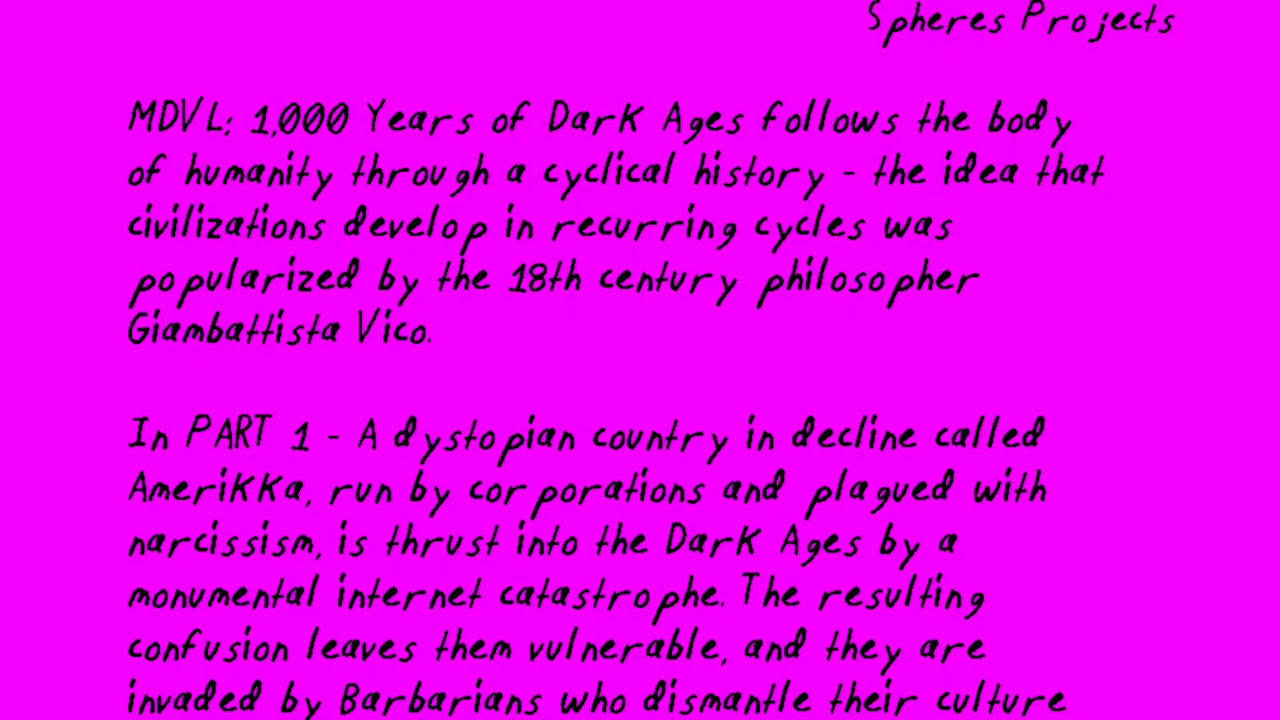 Spheres Projects
MDVL: 1,000 Years of Dark Ages follows the body
of humanity through a cyclical history - the idea that
civilizations develop in recurring cycles was
popularized by the 18th century philosopher
Giambattista Vico.
In PART 1 - A dystopian country in decline called
AmeriKKa, run by corporations and plagued with
narcissism, is thrust into the Dark Ages by a
monumental internet catastrophe. The resulting
confusion leaves them vulnerable, and they are
invaded by Barbarians who dismantle their culture